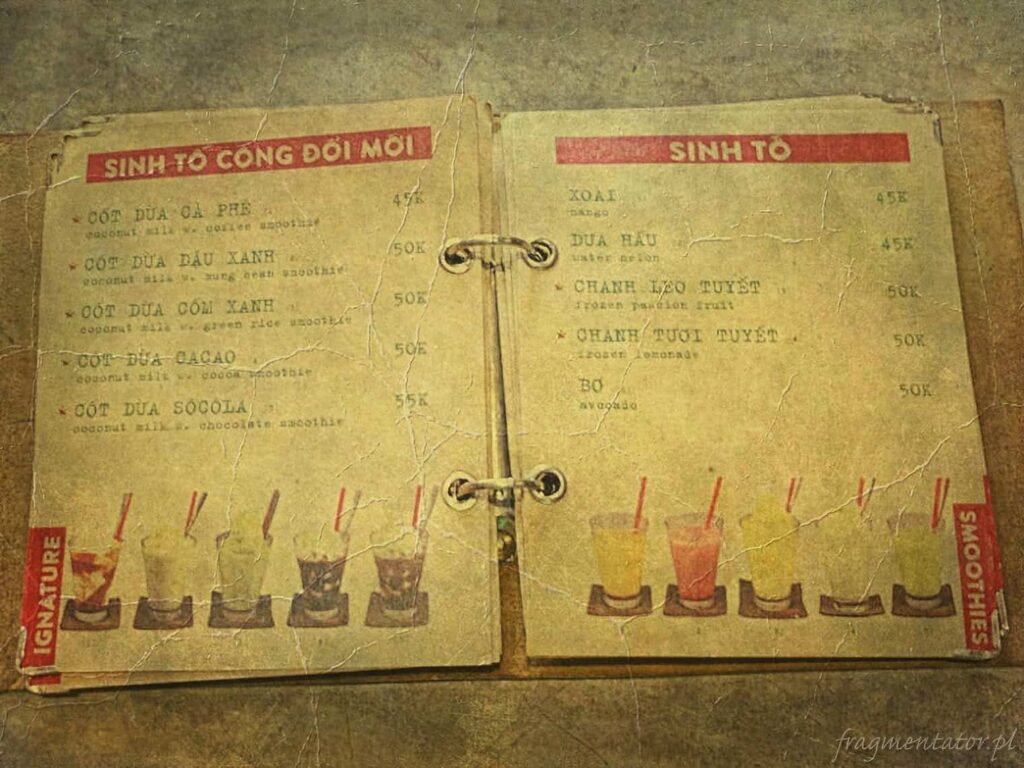 SINH TỐ CỘNG ĐỔI MỚI
CỐT DỪA CÀ PHÊ 45K
coconut milk w. coffee smoothie
CỐT DỪA ĐẬU XANH 50K
coconut milk w. mung bean smoothie
CỐT DỪA CỐM XANH 50K
coconut milk w. green rice smoothie
CỐT DỪA CACAO 50K
coconut milk w. cocoa smoothie
CỐT DỪA SÔCÔLA 55K
coconut milk w. chocolate smoothie
IGNATURE
SINH TỐ
XOÀI 45K
mango
DƯA HẤU 45K
water melon
CHANH LEO TUYẾT 50K
frozen passion fruit
CHANH TƯƠI TUYẾT 50K
frozen lemonade
BƠ 50K
avocado
SMOOTHIES
fragmentator.pl